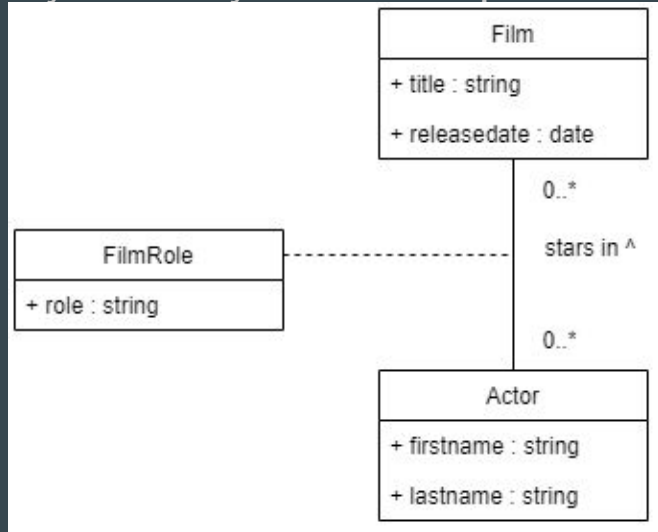 Film
+ title : string
+ releasedate : date
0..*
stars in ^
FilmRole
+ role : string
0..*
Actor
+ firstname : string
+ lastname : string